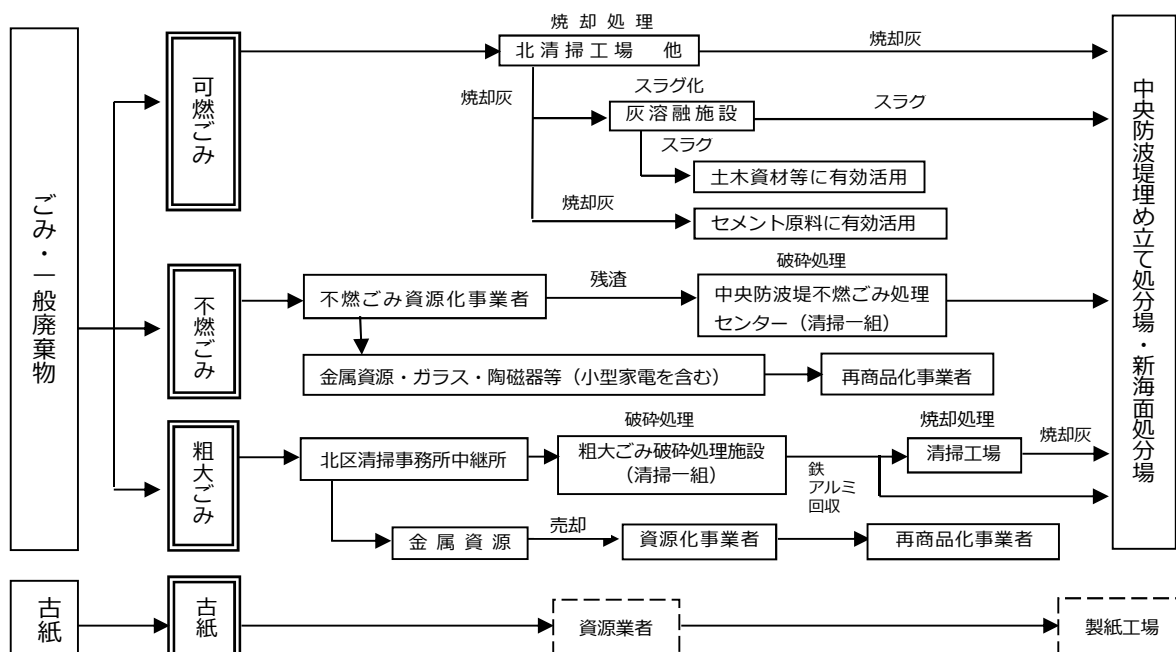 ごみ・一般廃棄物
可燃ごみ
焼却処理
北清掃工場　他
焼却灰
焼却灰
スラグ化
灰溶融施設
スラグ
スラグ
土木資材等に有効活用
焼却灰
セメント原料に有効活用
不燃ごみ
不燃ごみ資源化事業者
残渣
破砕処理
中央防波堤不燃ごみ処理
センター（清掃一組）
金属資源・ガラス・陶磁器等（小型家電を含む）
再商品化事業者
粗大ごみ
北区清掃事務所中継所
破砕処理
粗大ごみ破砕処理施設
（清掃一組）
鉄
アルミ
回収
焼却処理
清掃工場
焼却灰
金属資源
売却
資源化事業者
再商品化事業者
中央防波堤埋め立て処分場・新海面処分場
古紙
古紙
資源業者
製紙工場